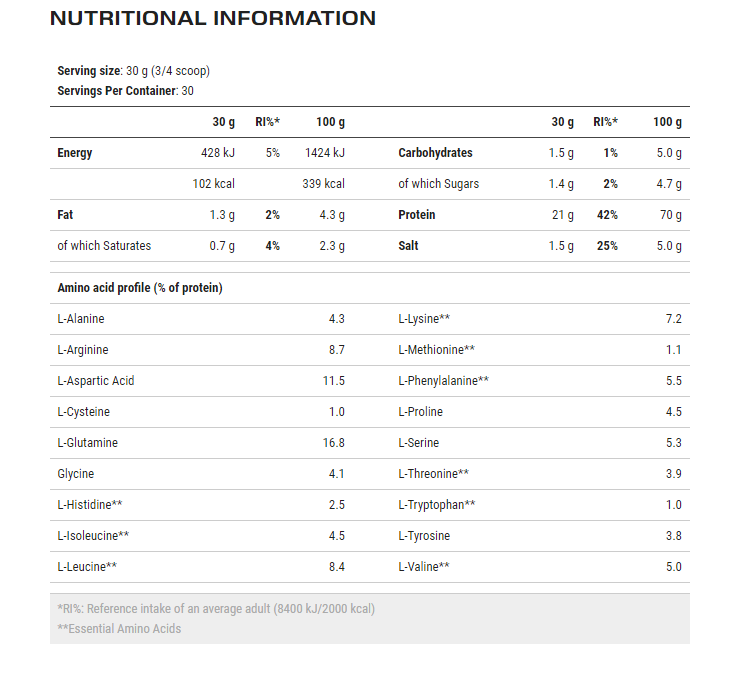 NUTRITIONAL INFORMATION
Serving size: 30 g (3/4 scoop)
Servings Per Container: 30
30 g RI%* 100 g 30 g RI%* 100 g
Energy 428 kJ 5% 1424 kJ Carbohydrates 1.5 g 1% 5.0 g
102 kcal 339 kcal of which Sugars 1.4 g 2% 4.7 g
Fat 1.3 g 2% 4.3 g Protein 21 g 42% 70 g
of which Saturates 0.7 g 4% 2.3 g Salt 1.5 g 25% 5.0 g
Amino acid profile (% of protein)
L-Alanine 4.3 L-Lysine** 7.2
L-Arginine 8.7 L-Methionine** 1.1
L-Aspartic Acid 11.5 L-Phenylalanine** 5.5
L-Cysteine 1.0 L-Proline 4.5
L-Glutamine 16.8 L-Serine 5.3
Glycine 4.1 L-Threonine** 3.9
L-Histidine** 2.5 L-Tryptophan** 1.0
L-Isoleucine** 4.5 L-Tyrosine 3.8
L-Leucine** 8.4 L-Valine** 5.0
*RI%: Reference intake of an average adult (8400 kJ/2000 kcal)
**Essential Amino Acids